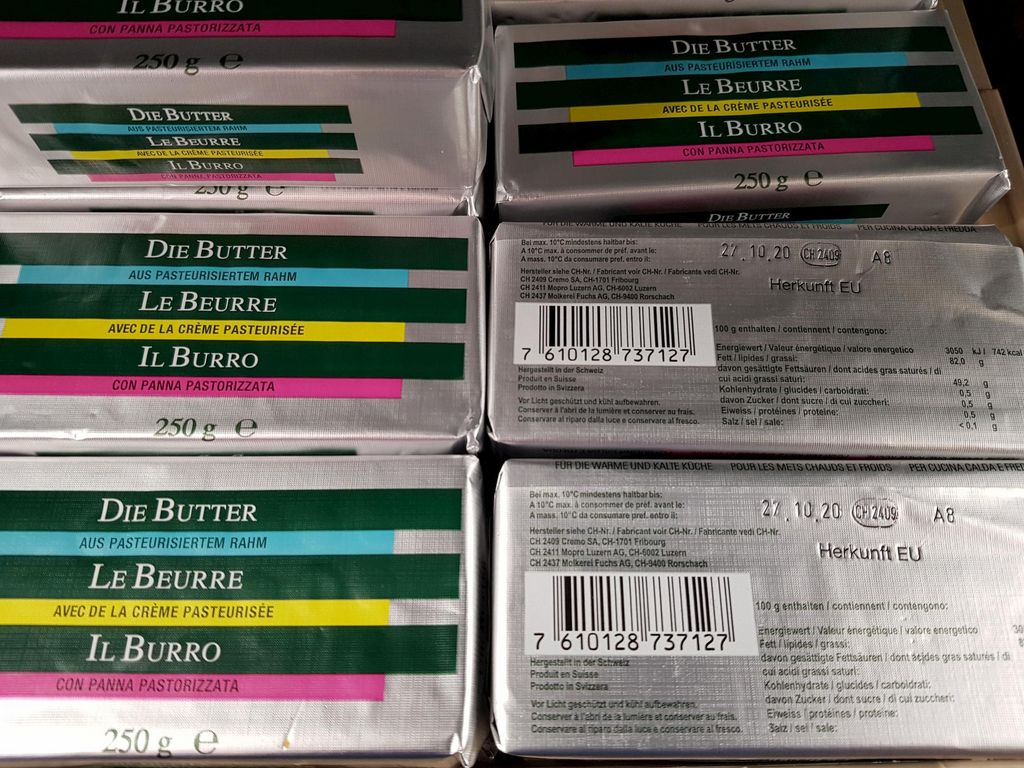 IL BURRO
CON PANNA PASTORIZZATA
250 g ℮
DIE BUTTER
AUS PASTEURISIERTEM RAHM
LE BEURRE
AVEC DE LA CRÈME PASTEURISÉE
IL BURRO
CON PANNA PASTORIZZATA
250 g ℮
DIE BUTTER
AUS PASTEURISIERTEM RAHM
LE BEURRE
AVEC DE LA CRÈME PASTEURISÉE
IL BURRO
CON PANNA PASTORIZZATA
250 g ℮
DIE BUTTER
DIE BUTTER
AUS PASTEURISIERTEM RAHM
LE BEURRE
AVEC DE LA CRÈME PASTEURISÉE
IL BURRO
CON PANNA PASTORIZZATA
250 g ℮
FÜR DIE WARME UND KALTE KÜCHE POUR LES METS CHAUDS ET FROIDS PER CUCINA CALDA E FREDDA
Bei max. 10°C mindestens haltbar bis:
A 10°C max. à consommer de préf. avant le:
A mass. 10°C da consumare pref. entro il:
27.10.20 CH 2409 A8
Hersteller siehe CH-Nr. / Fabricant voir CH-Nr. / Fabbricante vedi CH-Nr.
CH 2409 Cremo SA, CH-1701 Fribourg
CH 2411 Mopro Luzern AG, CH-6002 Luzern
CH 2437 Molkerei Fuchs AG, CH-9400 Rorschach
Herkunft EU
7 610128 737127
Hergestellt in der Schweiz
Produit en Suisse
Prodotto in Svizzera
Vor Licht geschützt und kühl aufbewahren.
Conserver à l'abri de la lumière et conserver au frais.
Conservare al riparo dalla luce e conservare al fresco.
100 g enthalten / contiennent / contengono:
Energiewert / Valeur énergétique / valore energetico 3050 kJ / 742 kcal
Fett / lipides / grassi: 82,0 g
davon gesättigte Fettsäuren / dont acides gras saturés / di
cui acidi grassi saturi: 49,2 g
Kohlenhydrate / glucides / carboidrati: 0,5 g
davon Zucker / dont sucre / di cui zuccheri: 0,5 g
Eiweiss / protéines / proteine: 0,5 g
Salz / sel / sale: <0,1 g
DIE BUTTER
AUS PASTEURISIERTEM RAHM
LE BEURRE
AVEC DE LA CRÈME PASTEURISÉE
IL BURRO
CON PANNA PASTORIZZATA
250 g ℮
FÜR DIE WARME UND KALTE KÜCHE POUR LES METS CHAUDS ET FROIDS PER CUCINA CALDA E FRED
Bei max. 10°C mindestens haltbar bis:
A 10°C max. à consommer de préf. avant le:
A mass. 10°C da consumare pref. entro il:
27.10.20 CH 2409 A8
Hersteller siehe CH-Nr. / Fabricant voir CH-Nr. / Fabbricante vedi CH-Nr.
CH 2409 Cremo SA, CH-1701 Fribourg
CH 2411 Mopro Luzern AG, CH-6002 Luzern
CH 2437 Molkerei Fuchs AG, CH-9400 Rorschach
Herkunft EU
7 610128 737127
Hergestellt in der Schweiz
Produit en Suisse
Prodotto in Svizzera
Vor Licht geschützt und kühl aufbewahren.
Conserver à l'abri de la lumière et conserver au frais.
Conservare al riparo dalla luce e conservare al fresco.
100 g enthalten / contiennent / contengono:
Energiewert / Valeur énergétique / valore energetico
Fett / lipides / grassi:
davon gesättigte Fettsäuren / dont acides gras saturés / di
cui acidi grassi saturi:
Kohlenhydrate / glucides / carboidrati:
davon Zucker / dont sucre / di cui zuccheri:
Eiweiss / protéines / proteine:
Salz / sel / sale: